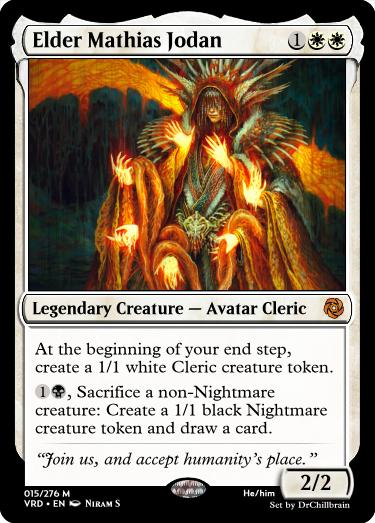 Elder Mathias Jodan 1
Legendary Creature — Avatar Cleric
At the beginning of your end step,
create a 1/1 white Cleric creature token.
1, Sacrifice a non-Nightmare
creature: Create a 1/1 black Nightmare
creature token and draw a card.
“Join us, and accept humanity’s place.”
2/2
015/276 M He/him
VRD • EN Niram S Set by DrChillbrain